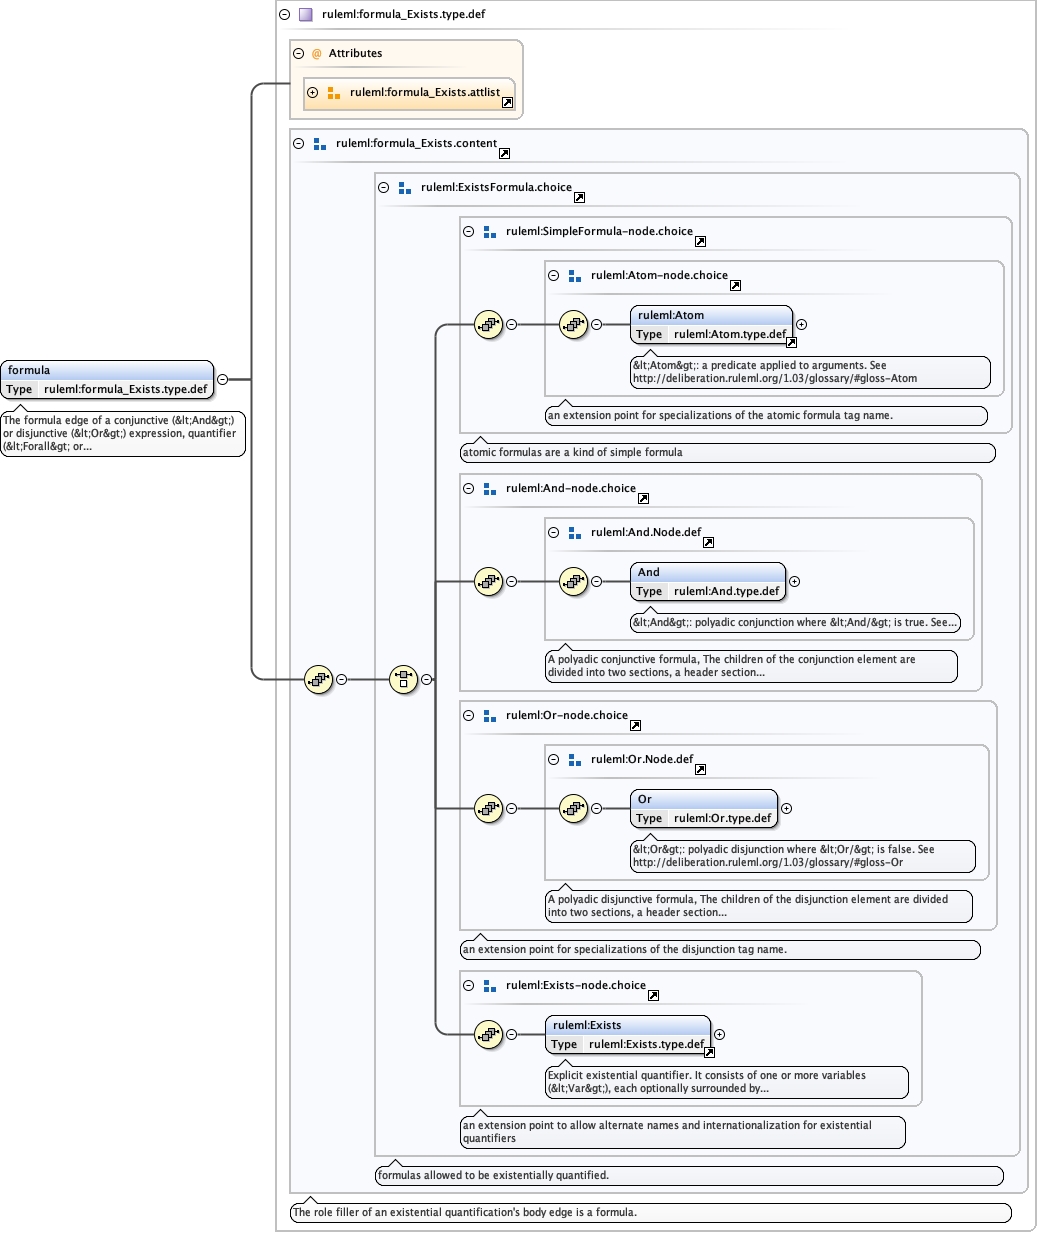 ruleml:formula_Exists.type.def
@ Attributes
ruleml:formula_Exists.attlist
ruleml:formula_Exists.content
ruleml:ExistsFormula.choice
ruleml:SimpleFormula-node.choice
ruleml:Atom-node.choice
ruleml:Atom
Type ruleml:Atom.type.def
&lt;Atom&gt;: a predicate applied to arguments. See
http://deliberation.ruleml.org/1.03/glossary/#gloss-Atom
an extension point for specializations of the atomic formula tag name.
atomic formulas are a kind of simple formula
formula
Type ruleml:formula_Exists.type.def
The formula edge of a conjunctive (&lt;And&gt;)
or disjunctive (&lt;Or&gt;) expression, quantifier
(&lt;Forall&gt; or...
ruleml:And-node.choice
ruleml:And.Node.def
And
Type ruleml:And.type.def
&lt;And&gt;: polyadic conjunction where &lt;And/&gt; is true. See...
A polyadic conjunctive formula, The children of the conjunction element are
divided into two sections, a header section...
ruleml:Or-node.choice
ruleml:Or.Node.def
Or
Type ruleml:Or.type.def
&lt;Or&gt;: polyadic disjunction where &lt;Or/&gt; is false. See
http://deliberation.ruleml.org/1.03/glossary/#gloss-Or
A polyadic disjunctive formula, The children of the disjunction element are divided
into two sections, a header section...
an extension point for specializations of the disjunction tag name.
ruleml:Exists-node.choice
ruleml:Exists
Type ruleml:Exists.type.def
Explicit existential quantifier. It consists of one or more variables
(&lt;Var&gt;), each optionally surrounded by...
an extension point to allow alternate names and internationalization for existential
quantifiers
formulas allowed to be existentially quantified.
The role filler of an existential quantification's body edge is a formula.